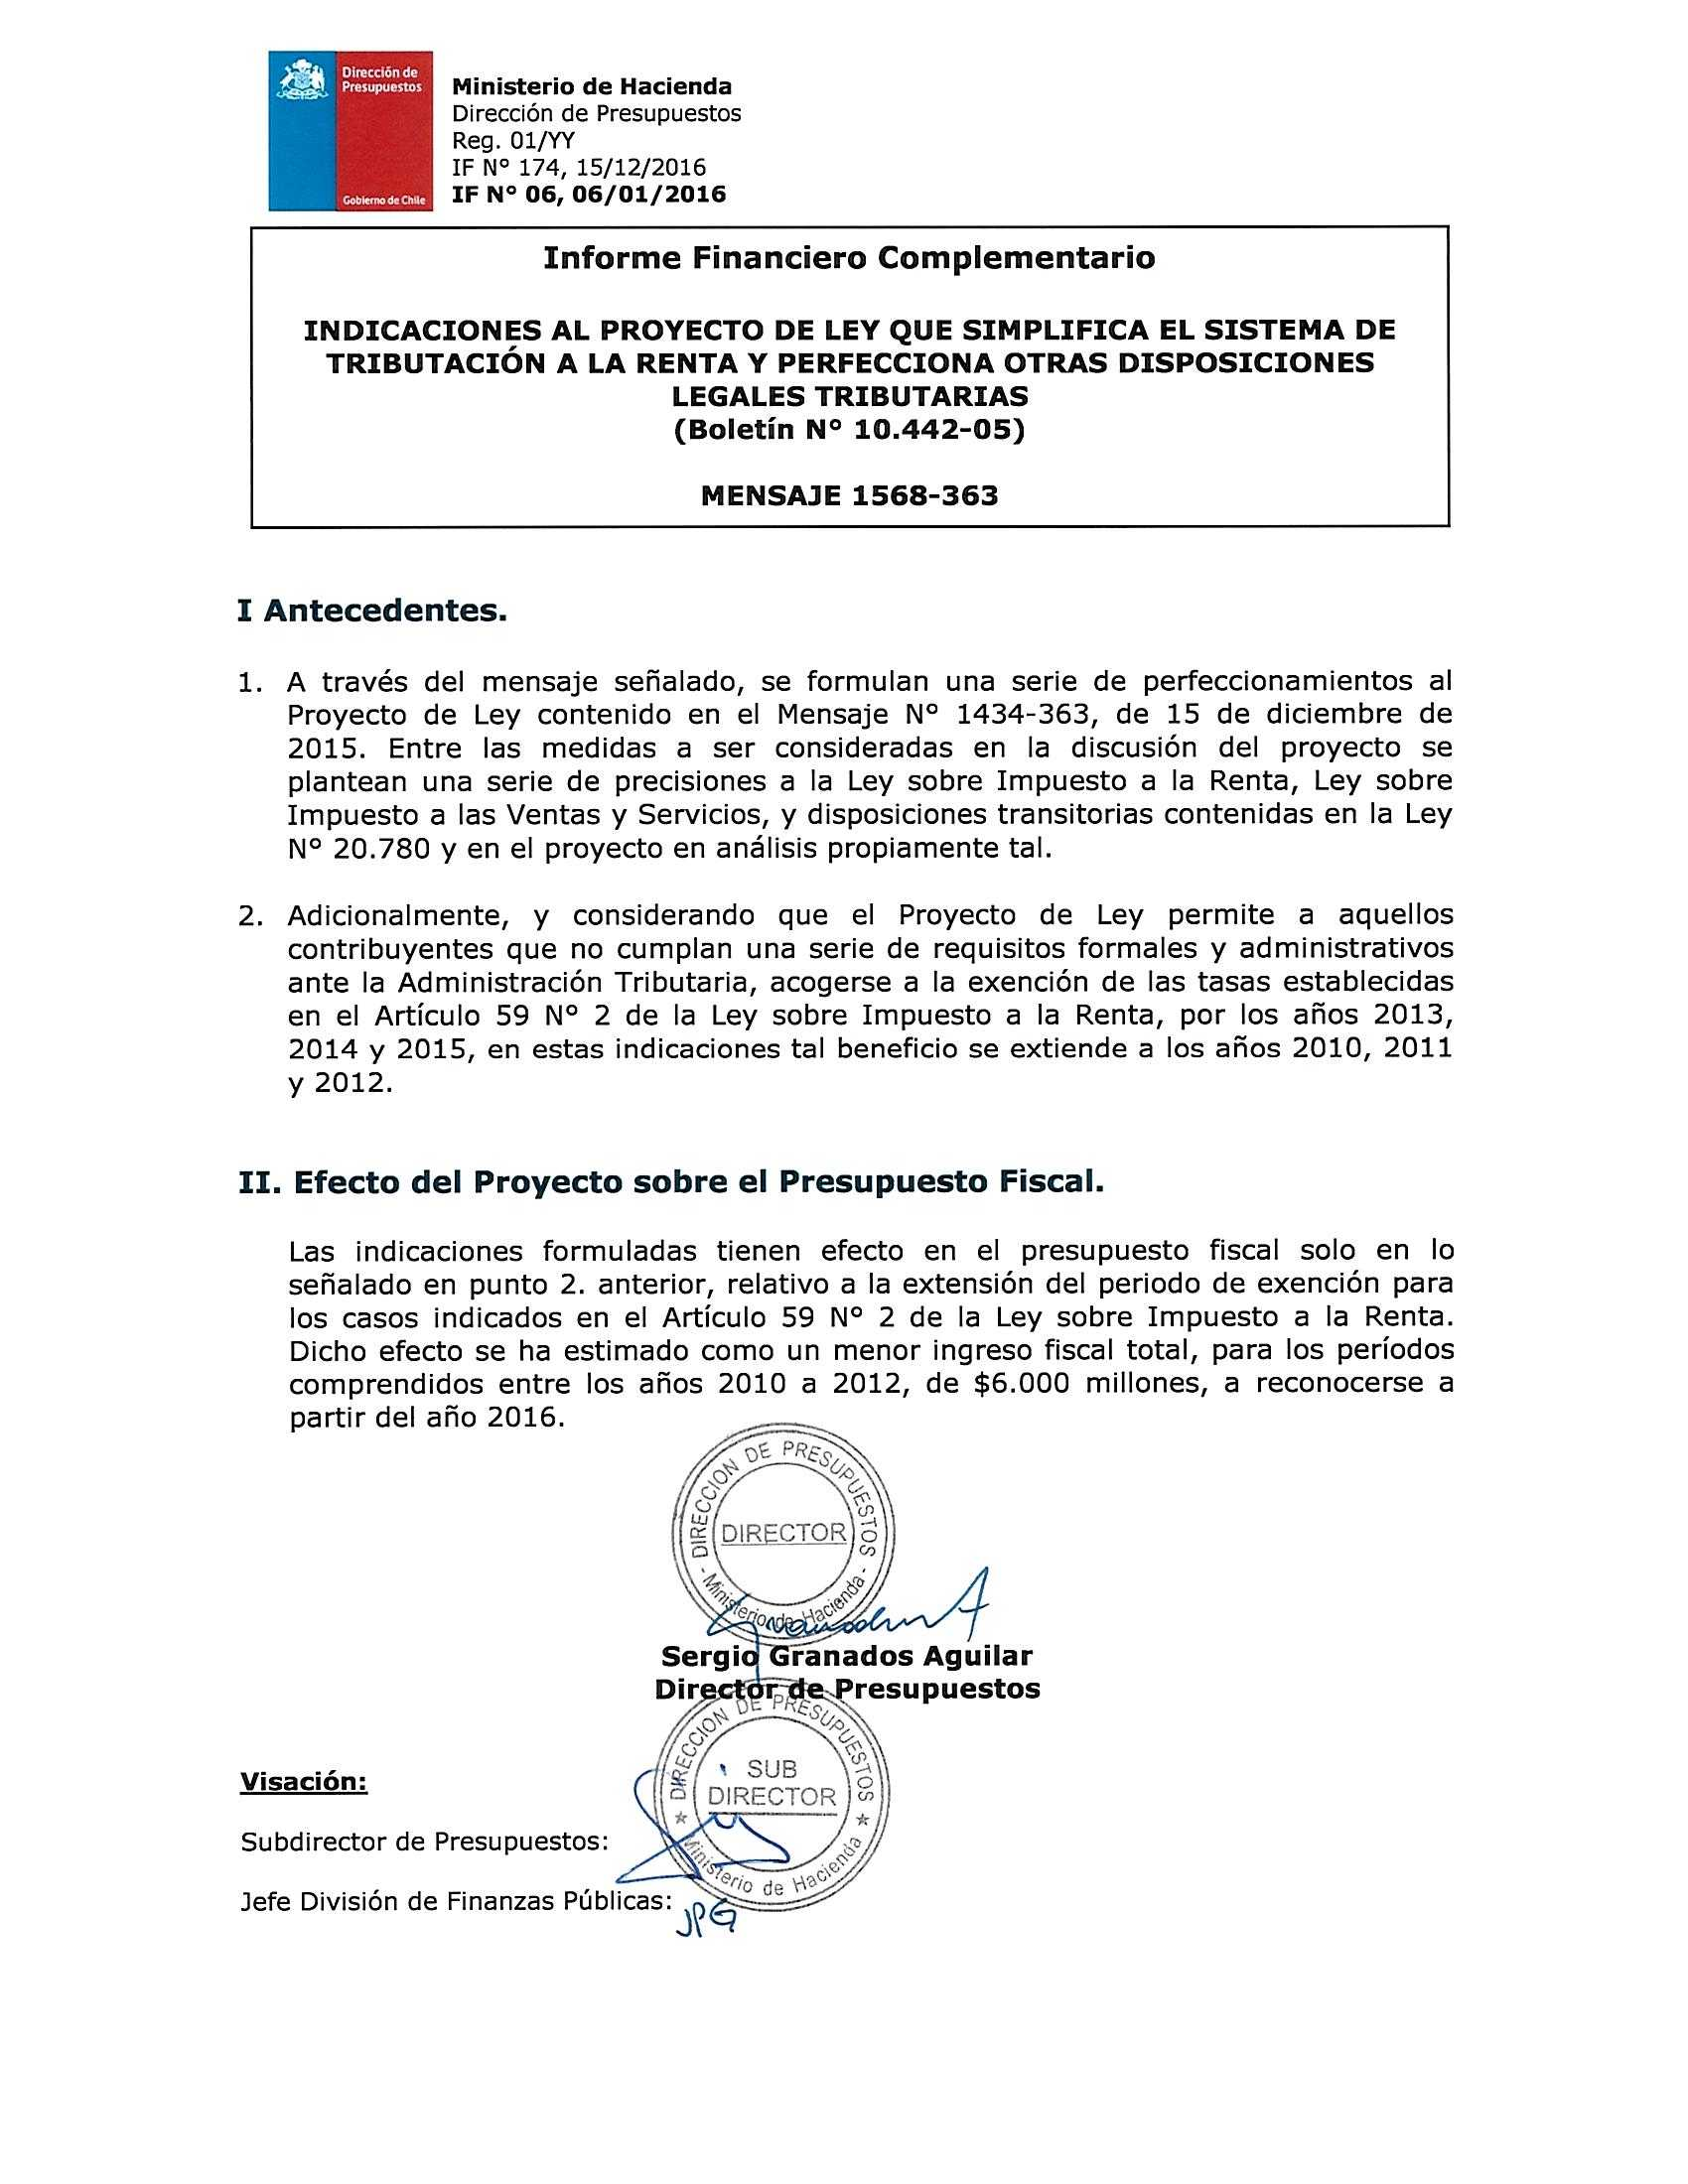 Dirección de
Presupuestos
Gobierno de Chile
Ministerio de Hacienda
Dirección de Presupuestos
Reg. 01/YY
IF N° 174, 15/12/2016
IF N° 06, 06/01/2016
Informe Financiero Complementario
INDICACIONES AL PROYECTO DE LEY QUE SIMPLIFICA EL SISTEMA DE
TRIBUTACIÓN A LA RENTA Y PERFECCIONA OTRAS DISPOSICIONES
LEGALES TRIBUTARIAS
(Boletín N° 10.442-05)
MENSAJE 1568-363
I Antecedentes.
1. A través del mensaje señalado, se formulan una serie de perfeccionamientos al
Proyecto de Ley contenido en el Mensaje N° 1434-363, de 15 de diciembre de
2015. Entre las medidas a ser consideradas en la discusión del proyecto se
plantean una serie de precisiones a la Ley sobre Impuesto a la Renta, Ley sobre
Impuesto a las Ventas y Servicios, y disposiciones transitorias contenidas en la Ley
N° 20.780 y en el proyecto en análisis propiamente tal.
2. Adicionalmente, y considerando que el Proyecto de Ley permite a aquellos
contribuyentes que no cumplan una serie de requisitos formales y administrativos
ante la Administración Tributaria, acogerse a la exención de las tasas establecidas
en el Artículo 59 N° 2 de la Ley sobre Impuesto a la Renta, por los años 2013,
2014 y 2015, en estas indicaciones tal beneficio se extiende a los años 2010, 2011
y 2012.
II. Efecto del Proyecto sobre el Presupuesto Fiscal.
Las indicaciones formuladas tienen efecto en el presupuesto fiscal solo en lo
señalado en punto 2. anterior, relativo a la extensión del periodo de exención para
los casos indicados en el Artículo 59 N° 2 de la Ley sobre Impuesto a la Renta.
Dicho efecto se ha estimado como un menor ingreso fiscal total, para los períodos
comprendidos entre los años 2010 a 2012, de $6.000 millones, a reconocerse a
partir del año 2016.
DIRECCION DE PRESUPUESTOS
DIRECTOR
- Ministerio de Hacienda -
Sergio Granados Aguilar
Director de Presupuestos
DIRECCION DE PRESUPUESTOS
SUB
DIRECTOR
Ministerio de Hacienda
Visación:
Subdirector de Presupuestos:
Jefe División de Finanzas Públicas:
JPG